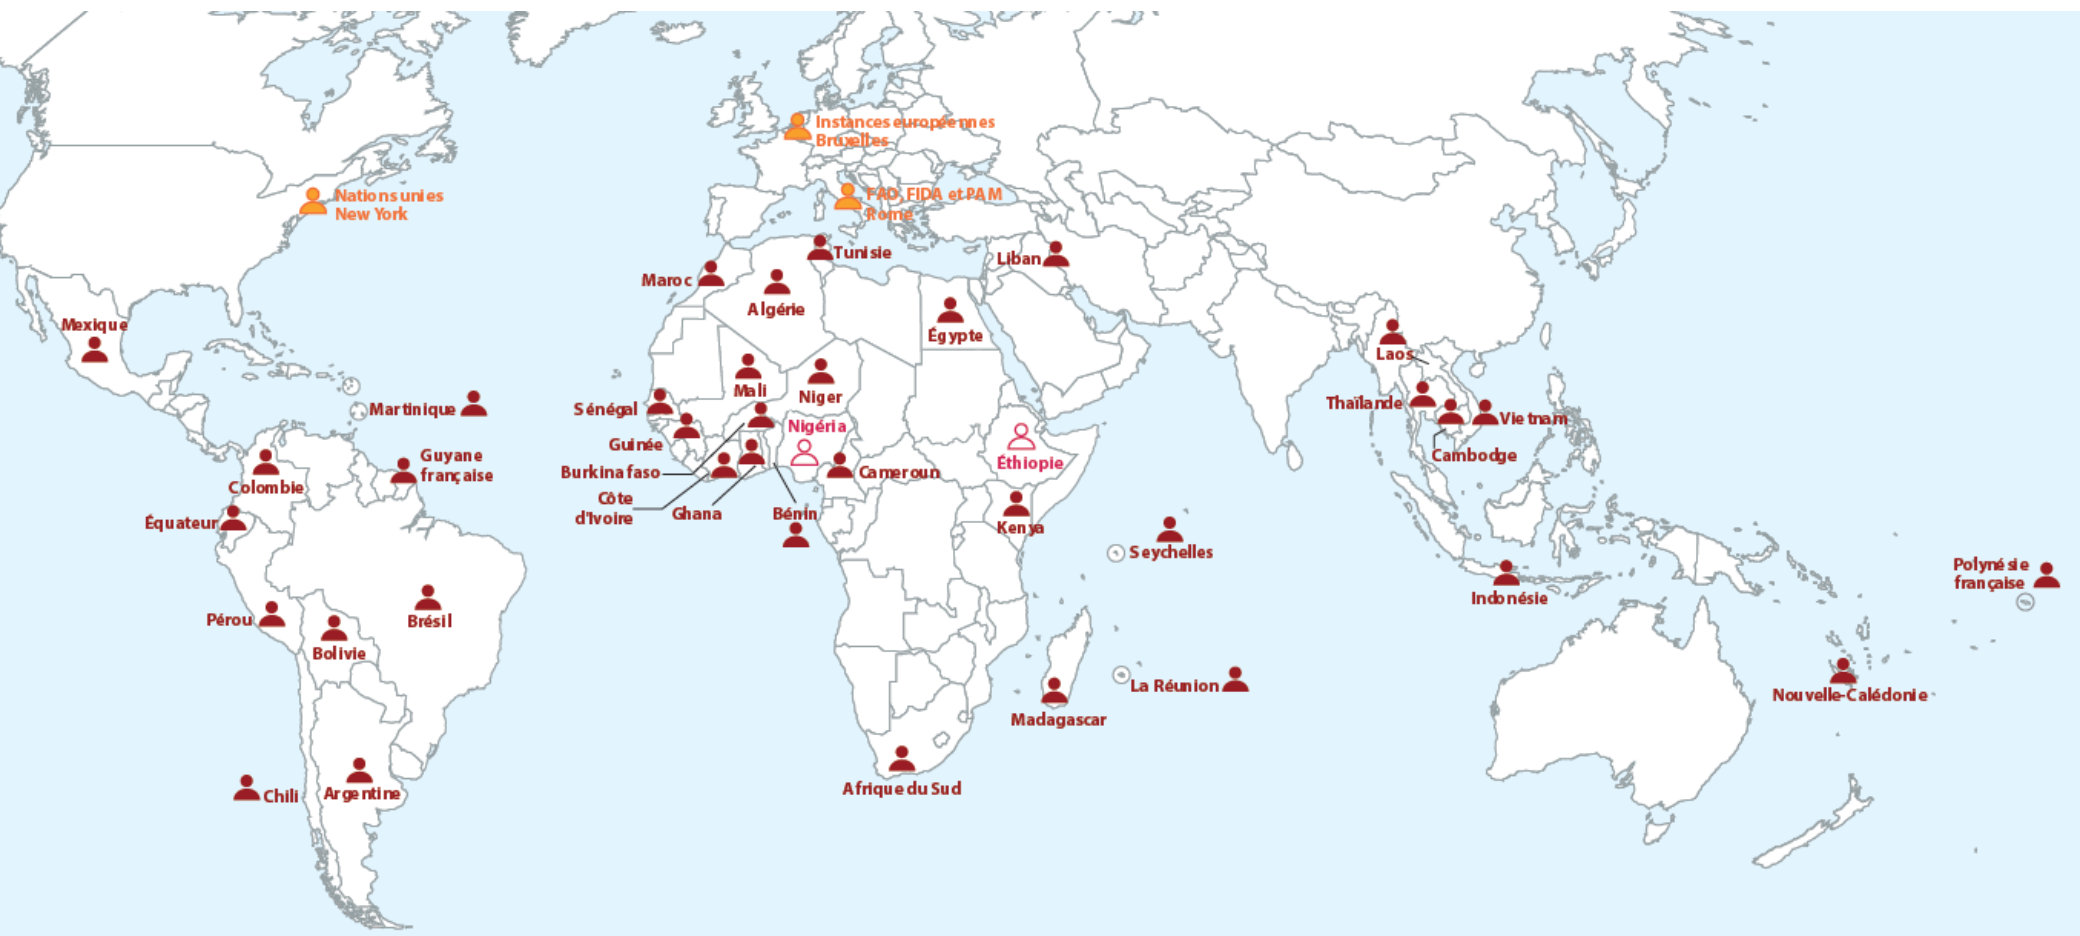 Instances européennes
Bruxelles
Nations unies
New York
FAO, FIDA et PAM
Rome
Tunisie
Liban
Maroc
Algérie
Égypte
Mexique
Laos
Mali
Niger
Martinique
Sénégal
Thaïlande
Vietnam
Nigéria
Guinée
Cambodge
Guyane
française
Éthiopie
Burkina faso
Cameroun
Colombie
Côte
d'Ivoire
Ghana
Bénin
Équateur
Kenya
Seychelles
Polynésie
française
Indonésie
Pérou
Brésil
Bolivie
La Réunion
Nouvelle-Calédonie
Madagascar
Afrique du Sud
Chili
Argentine